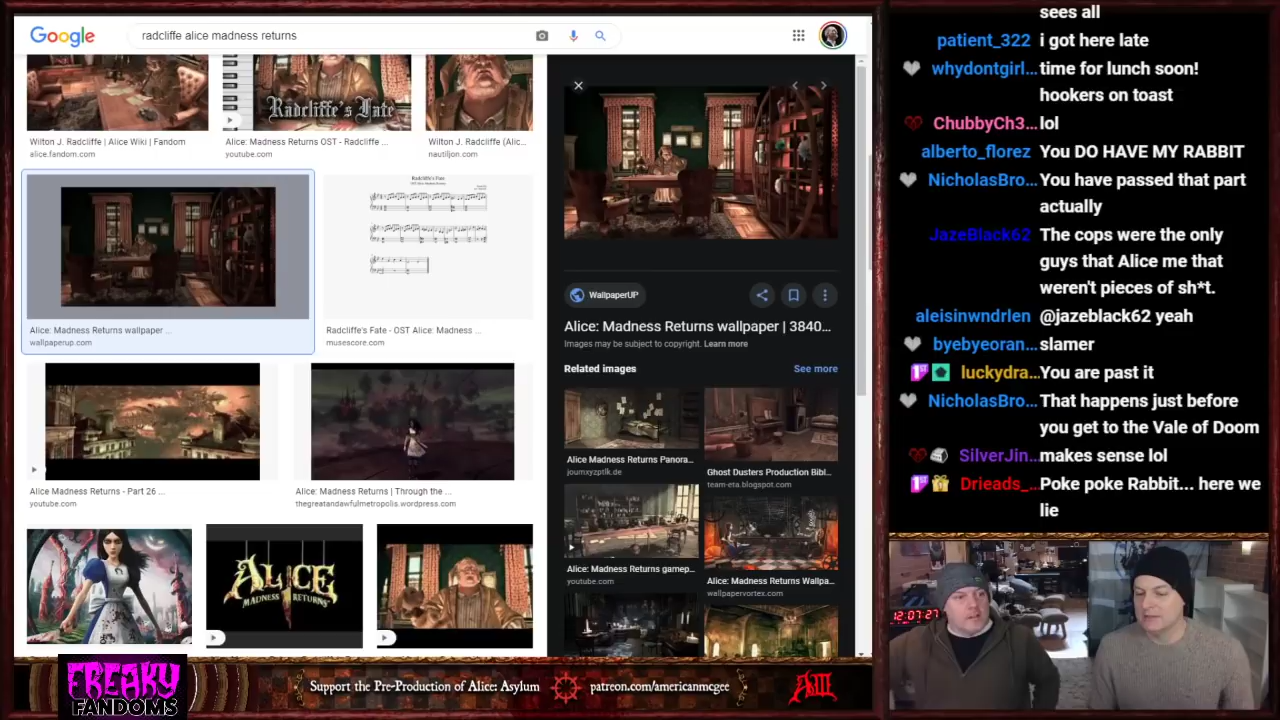 Google
radcliffe alice madness returns
Radcliffe's Fate
Wilton J. Radcliffe | Alice Wiki | Fandom
alice.fandom.com
Alice: Madness Returns OST - Radcliffe ...
youtube.com
Wilton J. Radcliffe (Alic...
nautiljon.com
Alice: Madness Returns wallpaper ...
wallpaperup.com
Radcliffe's Fate
Radcliffe's Fate - OST Alice: Madness ...
musescore.com
Alice Madness Returns - Part 26 ...
youtube.com
Alice: Madness Returns | Through the ...
thegreatandawfulmetropolis.wordpress.com
ALICE
MADNESS RETURNS
WallpaperUP
Alice: Madness Returns wallpaper | 3840...
Images may be subject to copyright. Learn more
Related images
See more
Alice Madness Returns Panora...
journxyzptlk.de
Ghost Dusters Production Bibl...
team-eta.blogspot.com
Alice: Madness Returns gamep...
youtube.com
Alice: Madness Returns Wallpa...
wallpapervortex.com
sees all
patient_322 i got here late
whydontgirl... time for lunch soon!
hookers on toast
ChubbyCh3... lol
alberto_florez You DO HAVE MY RABBIT
NicholasBro... You have passed that part
actually
JazeBlack62 The cops were the only
guys that Alice me that
weren't pieces of sh*t.
aleisinwndrlen @jazeblack62 yeah
byebyeoran... slamer
luckydra... You are past it
NicholasBro... That happens just before
you get to the Vale of Doom
SilverJin... makes sense lol
Drieads_... Poke poke Rabbit... here we
lie
12:07:27
FREAKY
FANDOMS
Support the Pre-Production of Alice: Asylum
patreon.com/americanmcgee